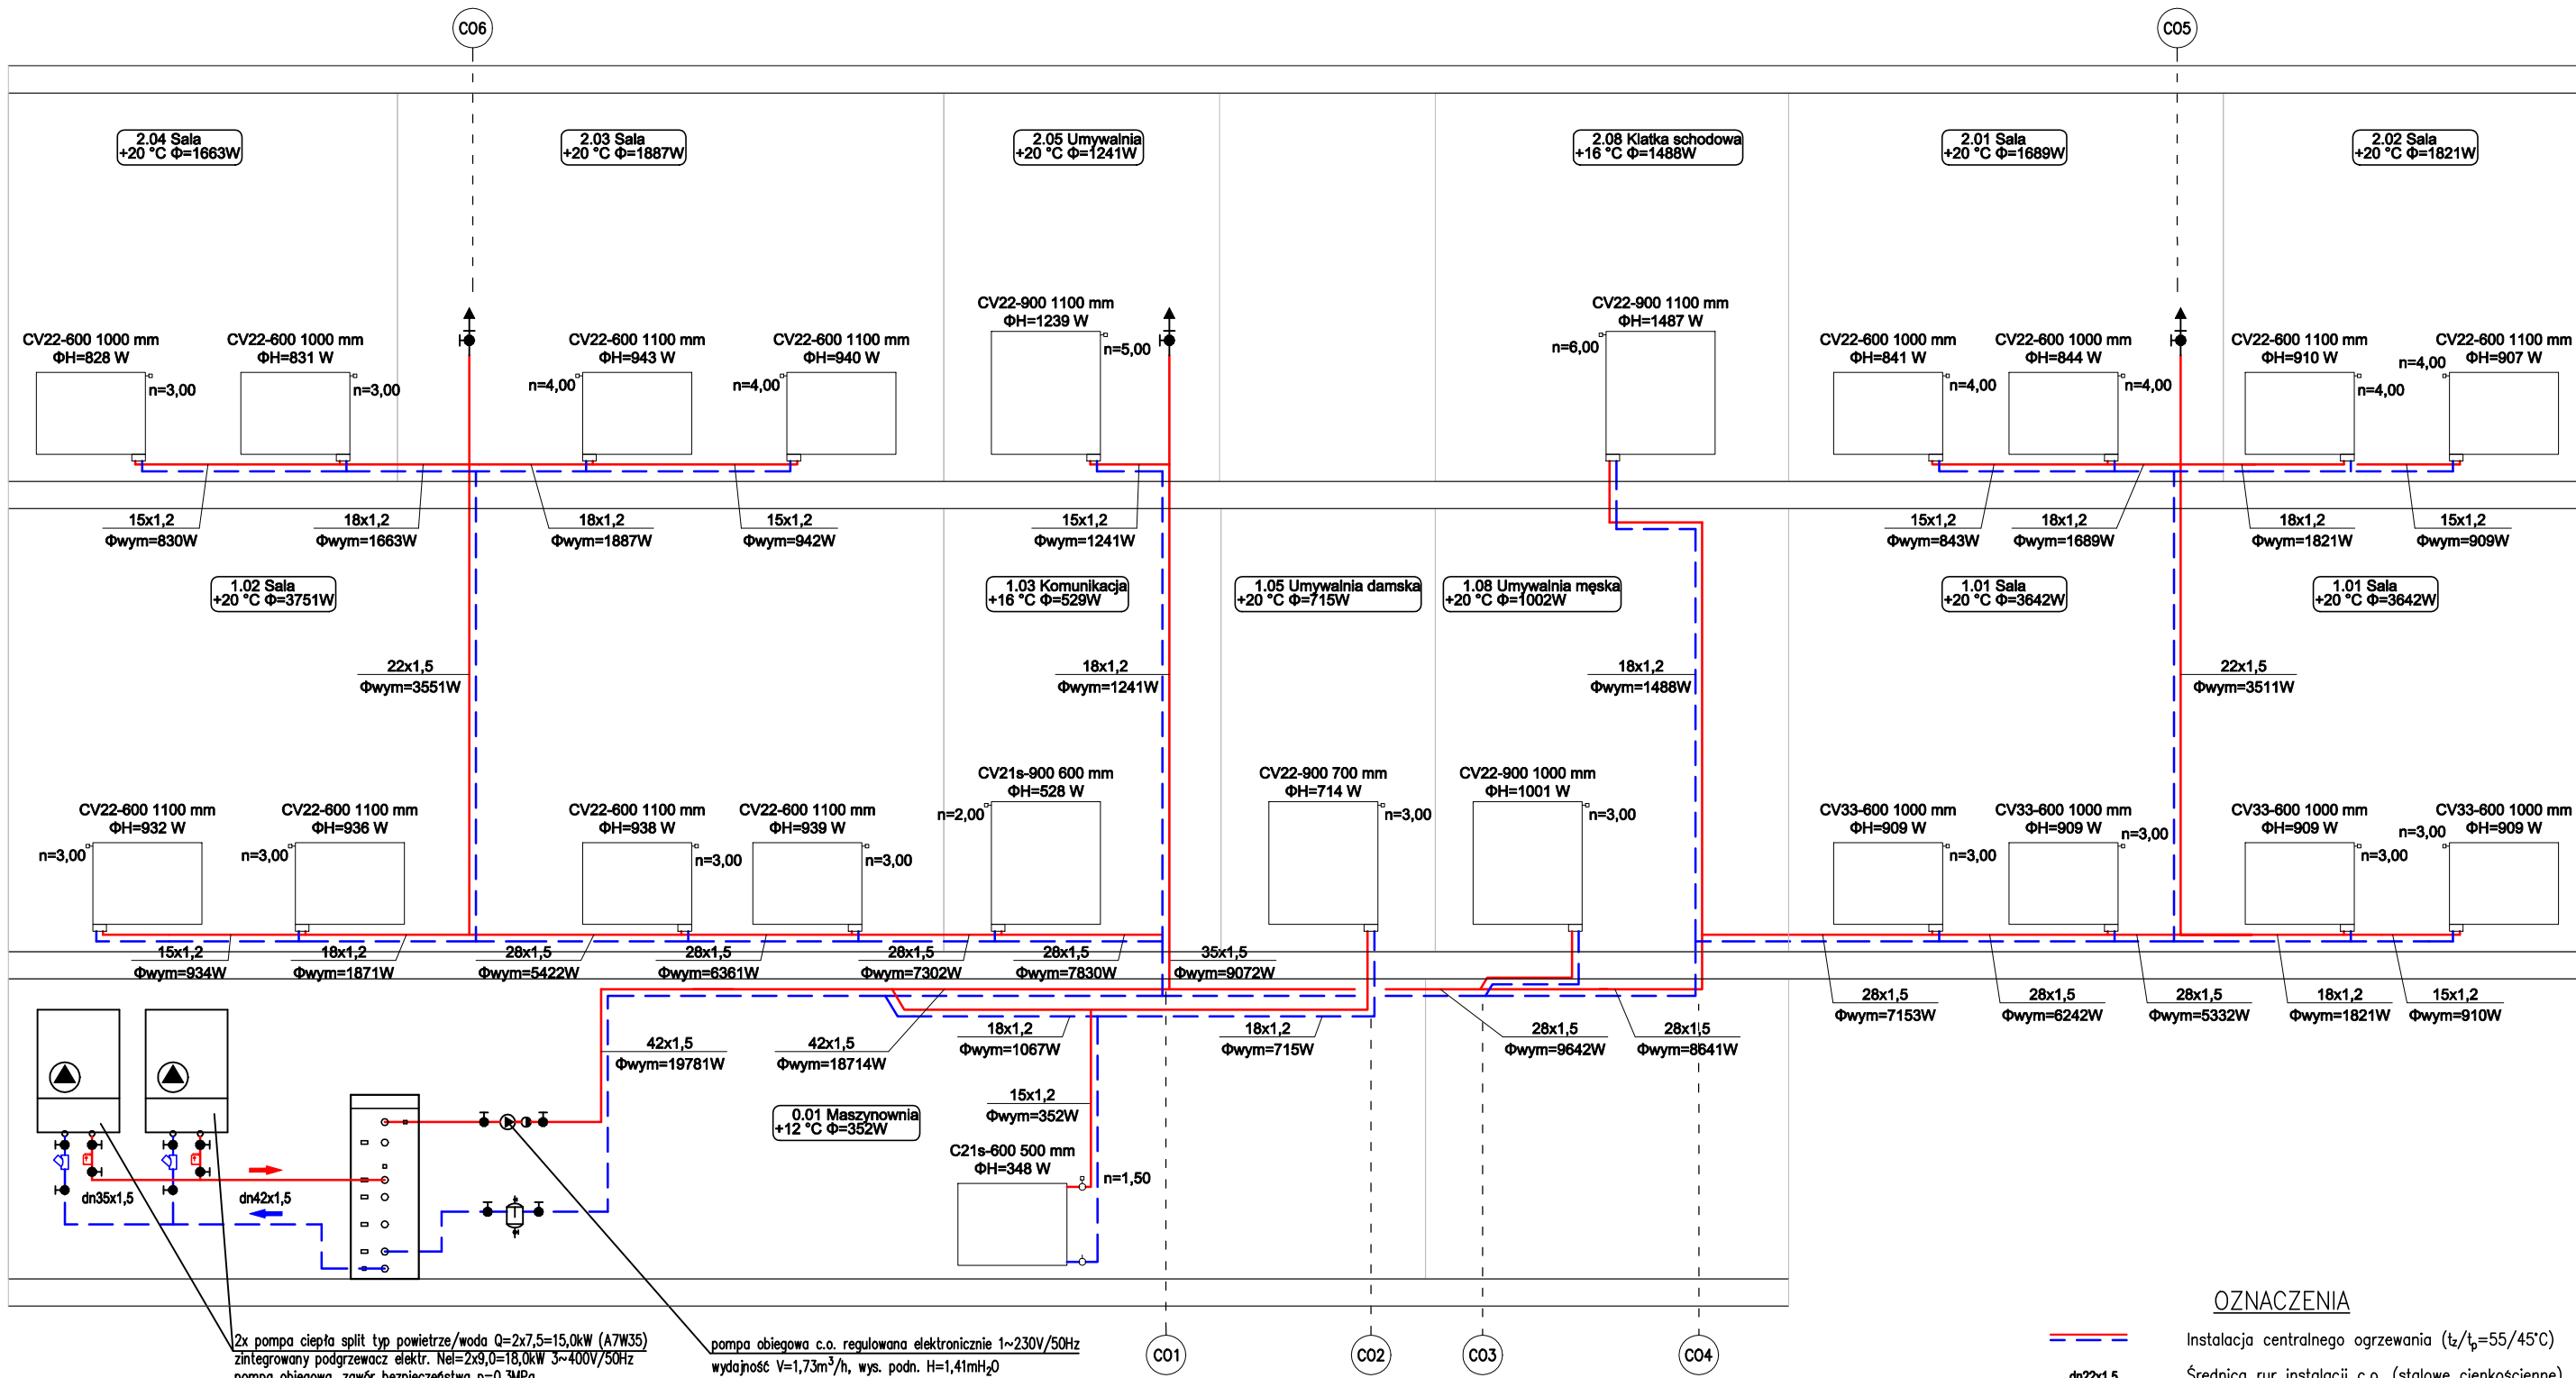 CO6
CO5
2.04 Sala
+20 °C Φ=1663W
2.03 Sala
+20 °C Φ=1887W
2.05 Umywalnia
+20 °C Φ=1241W
2.08 Klatka schodowa
+16 °C Φ=1488W
2.01 Sala
+20 °C Φ=1689W
2.02 Sala
+20 °C Φ=1821W
CV22-600 1000 mm
ΦH=828 W
n=3,00
CV22-600 1000 mm
ΦH=831 W
n=3,00
CV22-600 1100 mm
ΦH=943 W
n=4,00
CV22-600 1100 mm
ΦH=940 W
n=4,00
CV22-900 1100 mm
ΦH=1239 W
n=5,00
CV22-900 1100 mm
ΦH=1487 W
n=6,00
CV22-600 1000 mm
ΦH=841 W
n=4,00
CV22-600 1000 mm
ΦH=844 W
n=4,00
CV22-600 1100 mm
ΦH=910 W
n=4,00
CV22-600 1100 mm
ΦH=907 W
n=4,00
15x1,2
Φwym=830W
18x1,2
Φwym=1663W
18x1,2
Φwym=1887W
15x1,2
Φwym=942W
15x1,2
Φwym=1241W
15x1,2
Φwym=843W
18x1,2
Φwym=1689W
18x1,2
Φwym=1821W
15x1,2
Φwym=909W
1.02 Sala
+20 °C Φ=3751W
1.03 Komunikacja
+16 °C Φ=529W
1.05 Umywalnia damska
+20 °C Φ=715W
1.08 Umywalnia męska
+20 °C Φ=1002W
1.01 Sala
+20 °C Φ=3642W
1.01 Sala
+20 °C Φ=3642W
22x1,5
Φwym=3551W
18x1,2
Φwym=1241W
18x1,2
Φwym=1488W
22x1,5
Φwym=3511W
CV22-600 1100 mm
ΦH=932 W
n=3,00
CV22-600 1100 mm
ΦH=936 W
n=3,00
CV22-600 1100 mm
ΦH=938 W
n=3,00
CV22-600 1100 mm
ΦH=939 W
n=3,00
CV21s-900 600 mm
ΦH=528 W
n=2,00
CV22-900 700 mm
ΦH=714 W
n=3,00
CV22-900 1000 mm
ΦH=1001 W
n=3,00
CV33-600 1000 mm
ΦH=909 W
n=3,00
CV33-600 1000 mm
ΦH=909 W
n=3,00
CV33-600 1000 mm
ΦH=909 W
n=3,00
CV33-600 1000 mm
ΦH=909 W
n=3,00
15x1,2
Φwym=934W
18x1,2
Φwym=1871W
28x1,5
Φwym=5422W
28x1,5
Φwym=6361W
28x1,5
Φwym=7302W
28x1,5
Φwym=7830W
35x1,5
Φwym=9072W
28x1,5
Φwym=7153W
28x1,5
Φwym=6242W
28x1,5
Φwym=5332W
18x1,2
Φwym=1821W
15x1,2
Φwym=910W
42x1,5
Φwym=19781W
42x1,5
Φwym=18714W
18x1,2
Φwym=1067W
18x1,2
Φwym=715W
28x1,5
Φwym=9642W
28x1,5
Φwym=8641W
15x1,2
Φwym=352W
0.01 Maszynownia
+12 °C Φ=352W
C21s-600 500 mm
ΦH=348 W
n=1,50
dn35x1,5
dn42x1,5
2x pompa ciepła split typ powietrze/woda Q=2x7,5=15,0kW (A7W35)
zintegrowany podgrzewacz elektr. Nel=2x9,0=18,0kW 3~400V/50Hz
pompa obiegowa, zawór bezpieczeństwa p=0,3MPa
pompa obiegowa c.o. regulowana elektronicznie 1~230V/50Hz
wydajność V=1,73m³/h, wys. podn. H=1,41mH₂O
CO1
CO2
CO3
CO4
OZNACZENIA
Instalacja centralnego ogrzewania (tz/tp=55/45°C)
dn22x1,5
Średnica rur instalacji c.o. (stalowe cienkościenne)